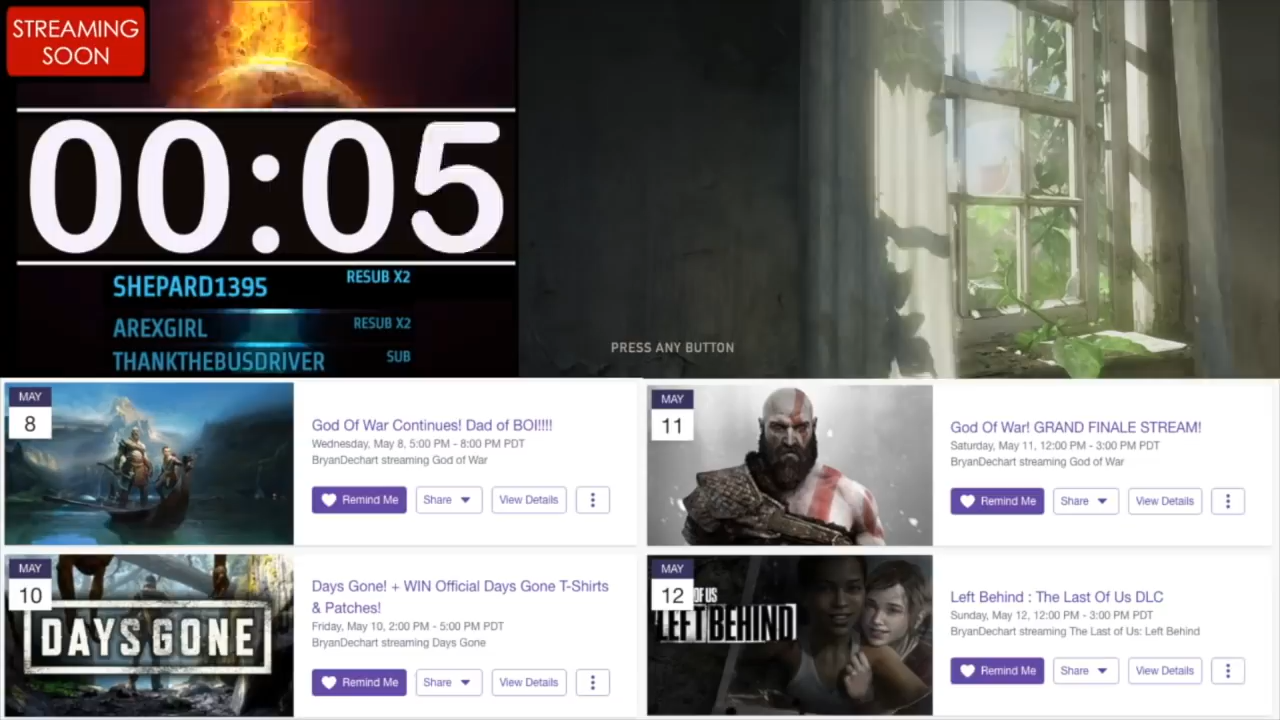 STREAMING
SOON
00:05
SHEPARD1395 RESUB X2
AREXGIRL RESUB X2
THANKTHEBUSDRIVER SUB
PRESS ANY BUTTON
MAY
8
God Of War Continues! Dad of BOI!!!!
Wednesday, May 8, 5:00 PM - 8:00 PM PDT
BryanDechart streaming God of War
Remind Me Share View Details
MAY
11
God Of War! GRAND FINALE STREAM!
Saturday, May 11, 12:00 PM - 3:00 PM PDT
BryanDechart streaming God of War
Remind Me Share View Details
MAY
10
DAYS GONE
Days Gone! + WIN Official Days Gone T-Shirts
& Patches!
Friday, May 10, 2:00 PM - 5:00 PM PDT
BryanDechart streaming Days Gone
Remind Me Share View Details
MAY
12
OF US
LEFT BEHIND
Left Behind : The Last Of Us DLC
Sunday, May 12, 12:00 PM - 3:00 PM PDT
BryanDechart streaming The Last of Us: Left Behind
Remind Me Share View Details